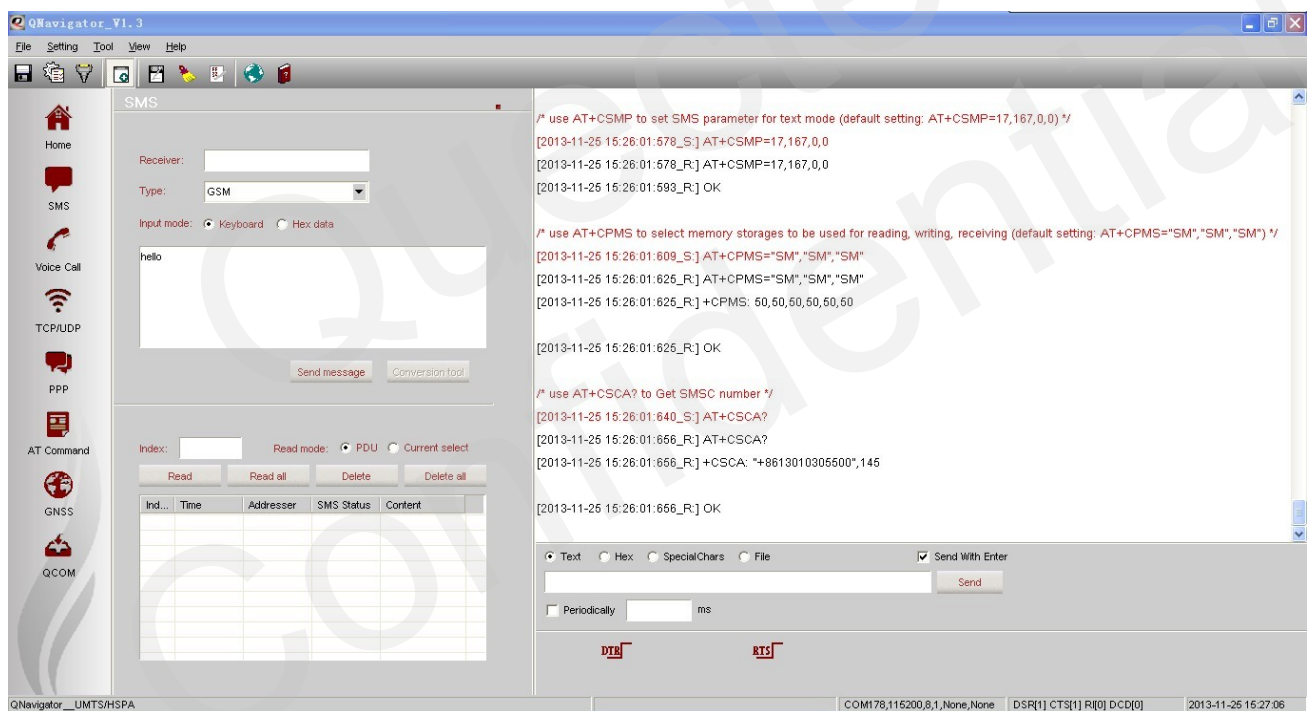 QNavigator_V1.3
File Setting Tool View Help
Home
SMS
Voice Call
TCP/UDP
PPP
AT Command
GNSS
QCOM
SMS
Receiver:
Type: GSM
Input mode: Keyboard Hex data
hello
Send message Conversion tool
Index: Read mode: PDU Current select
Read Read all Delete Delete all
Ind... Time Addresser SMS Status Content
/* use AT+CSMP to set SMS parameter for text mode (default setting: AT+CSMP=17,167,0,0) */
[2013-11-25 15:26:01:578_S:] AT+CSMP=17,167,0,0
[2013-11-25 15:26:01:578_R:] AT+CSMP=17,167,0,0
[2013-11-25 15:26:01:593_R:] OK
/* use AT+CPMS to select memory storages to be used for reading, writing, receiving (default setting: AT+CPMS="SM","SM","SM") */
[2013-11-25 15:26:01:609_S:] AT+CPMS="SM","SM","SM"
[2013-11-25 15:26:01:625_R:] AT+CPMS="SM","SM","SM"
[2013-11-25 15:26:01:625_R:] +CPMS: 50,50,50,50,50,50
[2013-11-25 15:26:01:625_R:] OK
/* use AT+CSCA? to Get SMSC number */
[2013-11-25 15:26:01:640_S:] AT+CSCA?
[2013-11-25 15:26:01:656_R:] AT+CSCA?
[2013-11-25 15:26:01:656_R:] +CSCA: "+8613010305500",145
[2013-11-25 15:26:01:656_R:] OK
Text Hex SpecialChars File Send With Enter
Send
Periodically ms
DTR RTS
QNavigator__UMTS/HSPA COM178,115200,8,1,None,None DSR[1] CTS[1] RI[0] DCD[0] 2013-11-25 15:27:06
Quectel
Confidential